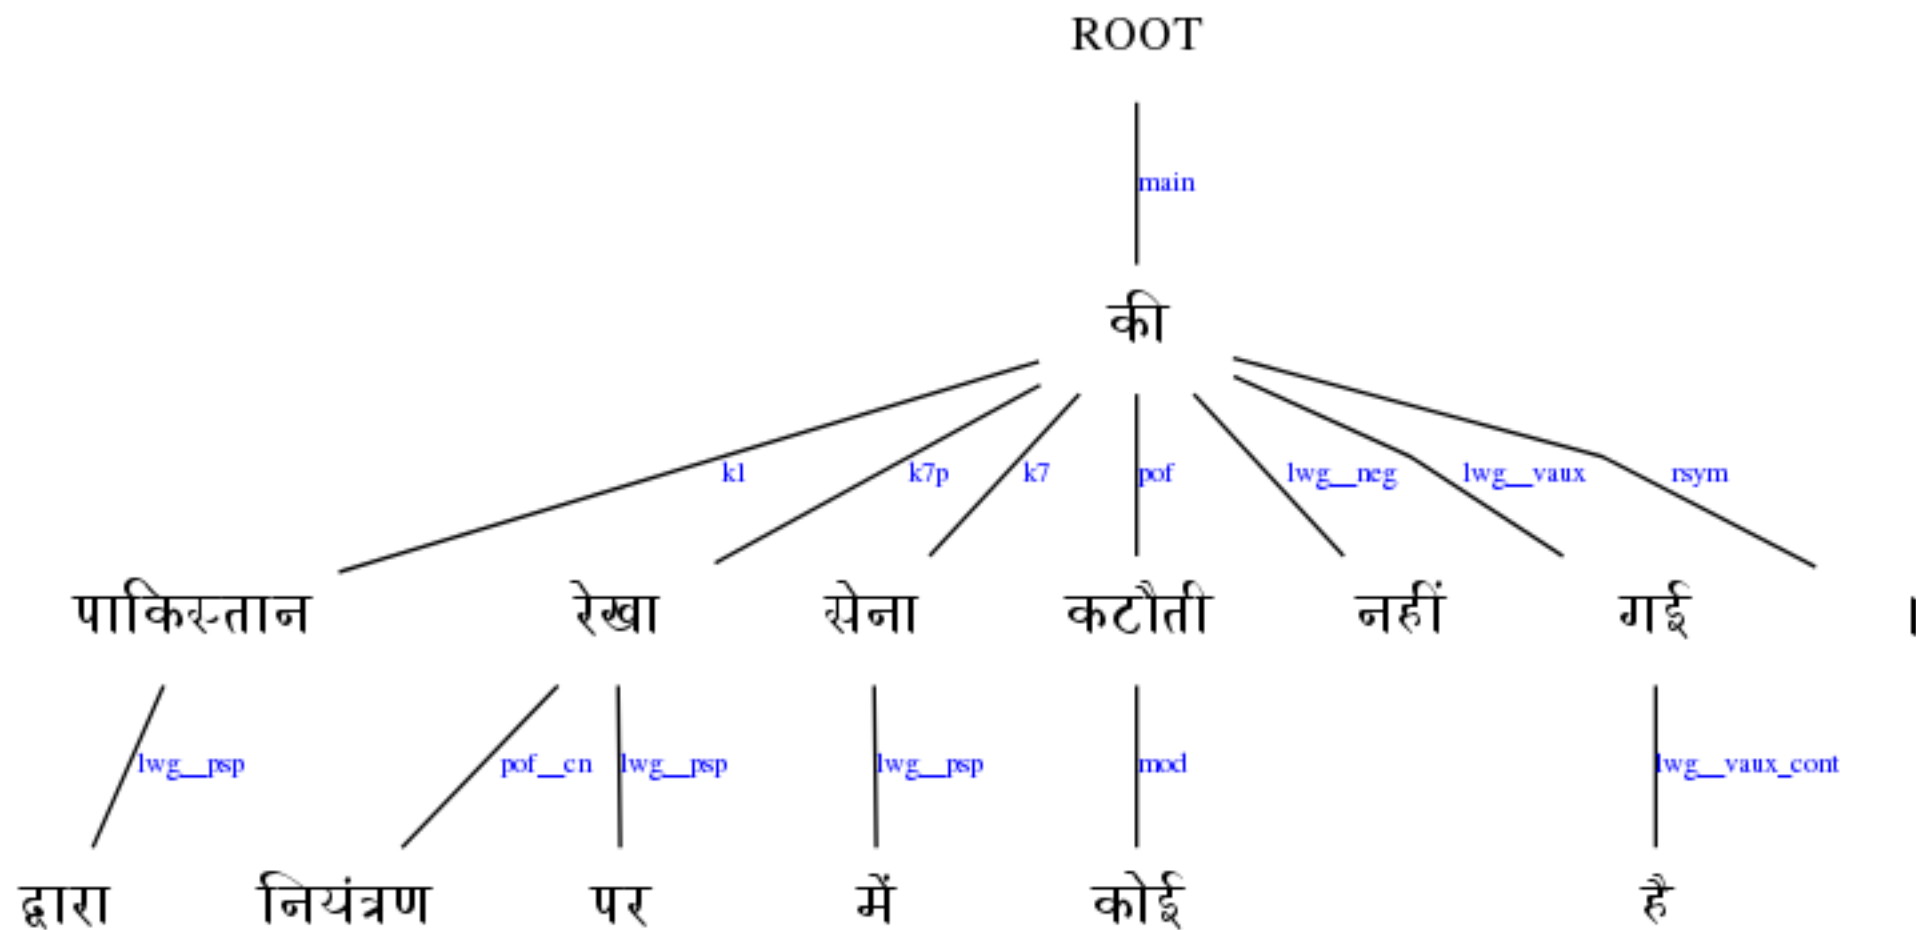 ROOT
main
की
k1 k7p k7 pof lwg__neg lwg__vaux rsym
पाकिस्तान रेखा सेना कटौती नहीं गई ।
lwg__psp pof__cn lwg__psp lwg__psp mod lwg__vaux_cont
द्वारा नियंत्रण पर में कोई है